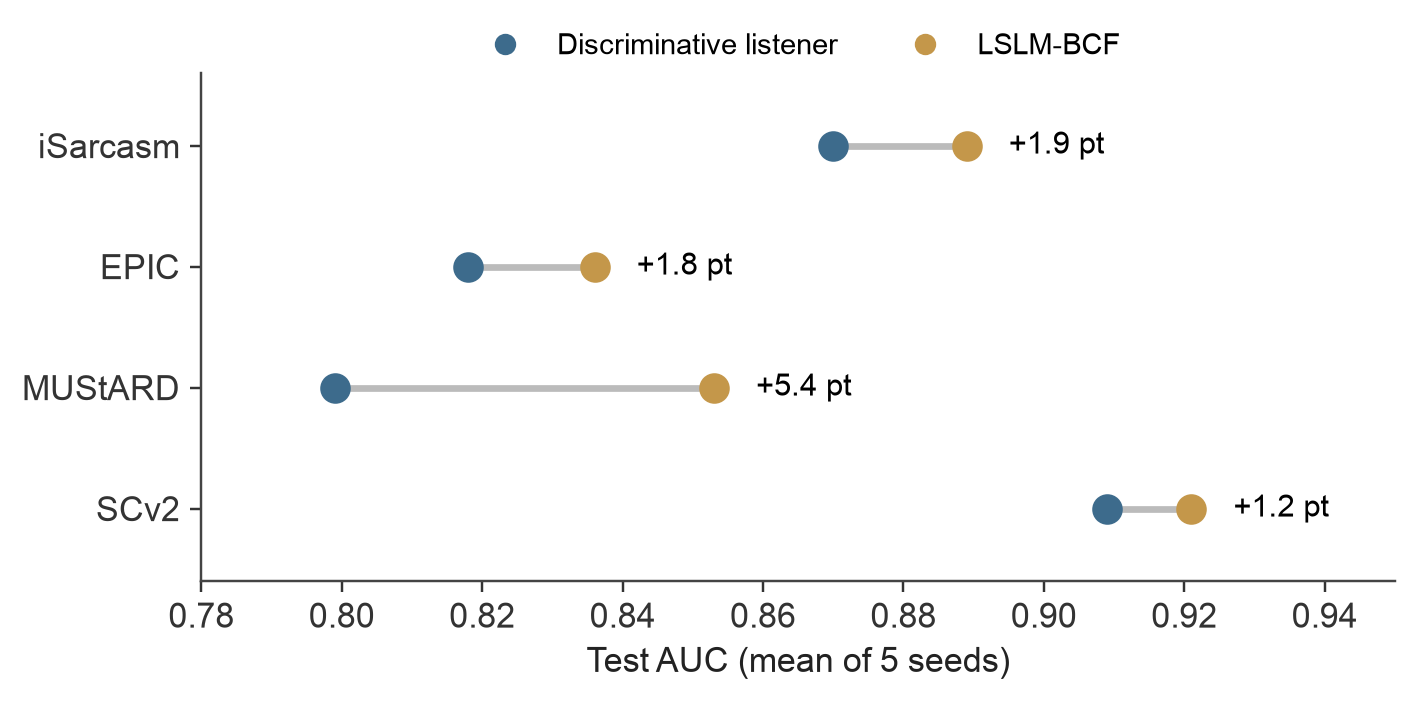 Discriminative listener LSLM-BCF
iSarcasm +1.9 pt
EPIC +1.8 pt
MUStARD +5.4 pt
SCv2 +1.2 pt
0.78 0.80 0.82 0.84 0.86 0.88 0.90 0.92 0.94
Test AUC (mean of 5 seeds)